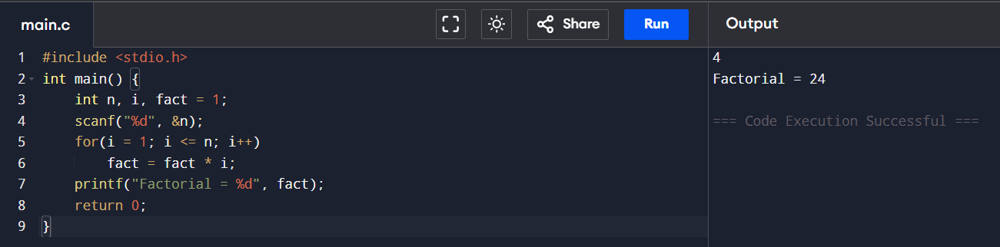 main.c Share Run Output
1 #include <stdio.h>
2 int main() {
3     int n, i, fact = 1;
4     scanf("%d", &n);
5     for(i = 1; i <= n; i++)
6         fact = fact * i;
7     printf("Factorial = %d", fact);
8     return 0;
9 }
4
Factorial = 24
=== Code Execution Successful ===